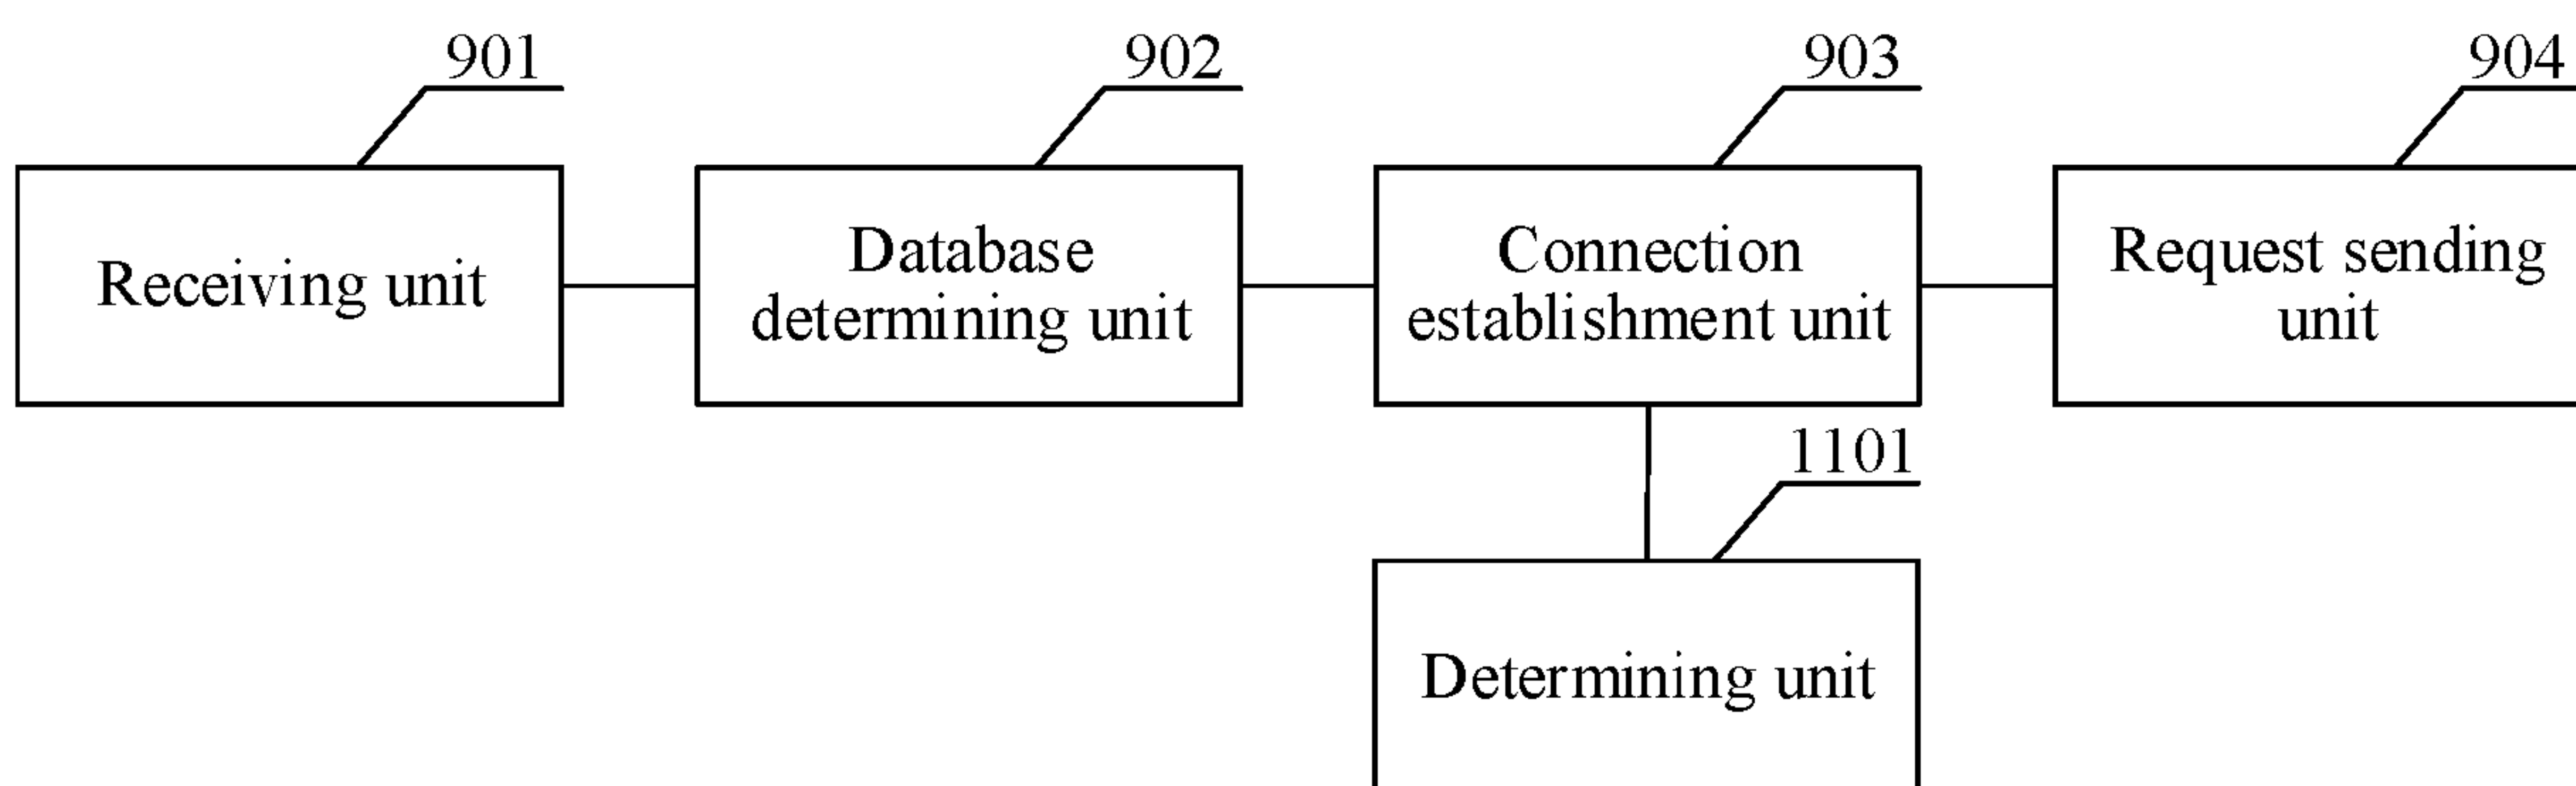 901
902
903
904
Receiving unit
Database
determining unit
Connection
establishment unit
Request sending
unit
1101
Determining unit